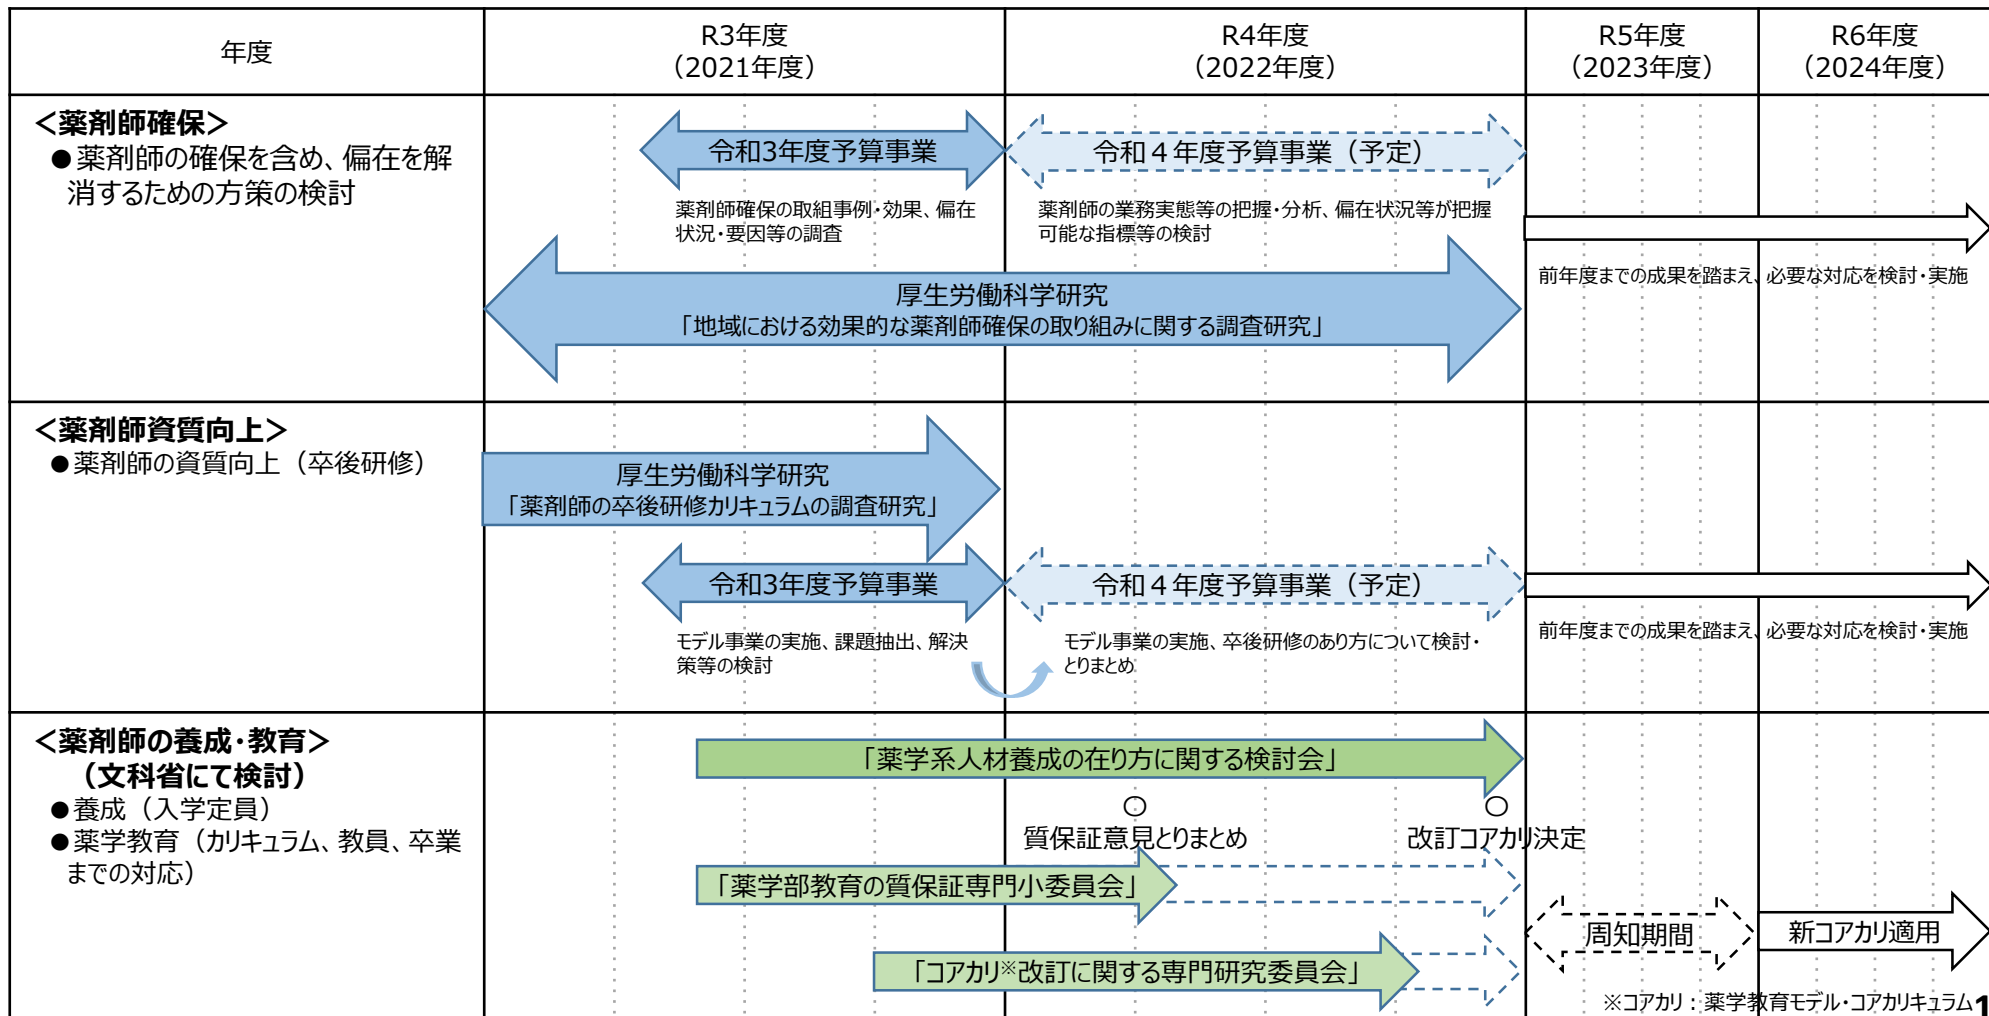 年度
R3年度
（2021年度）
R4年度
（2022年度）
R5年度
（2023年度）
R6年度
（2024年度）
＜薬剤師確保＞
●薬剤師の確保を含め、偏在を解
消するための方策の検討
令和3年度予算事業
令和４年度予算事業（予定）
薬剤師確保の取組事例・効果、偏在
状況・要因等の調査
薬剤師の業務実態等の把握・分析、偏在状況等が把握
可能な指標等の検討
前年度までの成果を踏まえ、必要な対応を検討・実施
厚生労働科学研究
「地域における効果的な薬剤師確保の取り組みに関する調査研究」
＜薬剤師資質向上＞
●薬剤師の資質向上（卒後研修）
厚生労働科学研究
「薬剤師の卒後研修カリキュラムの調査研究」
令和3年度予算事業
令和４年度予算事業（予定）
モデル事業の実施、課題抽出、解決
策等の検討
モデル事業の実施、卒後研修のあり方について検討・
とりまとめ
前年度までの成果を踏まえ、必要な対応を検討・実施
＜薬剤師の養成・教育＞
（文科省にて検討）
●養成（入学定員）
●薬学教育（カリキュラム、教員、卒業
までの対応）
「薬学系人材養成の在り方に関する検討会」
○
質保証意見とりまとめ
○
改訂コアカリ決定
「薬学部教育の質保証専門小委員会」
「コアカリ※改訂に関する専門研究委員会」
周知期間
新コアカリ適用
※コアカリ：薬学教育モデル・コアカリキュラム
1